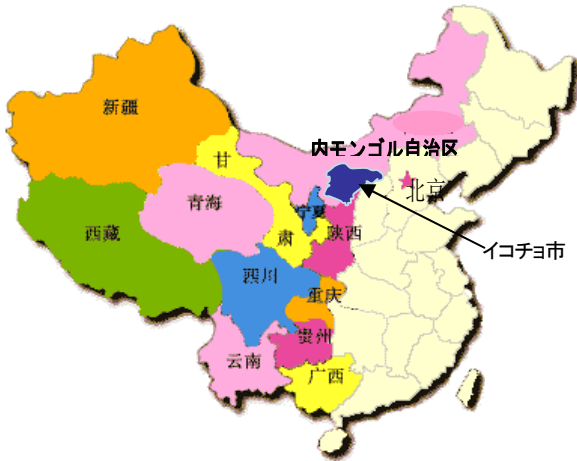 新疆
甘
内モンゴル自治区
北京
青海
宁夏
西藏
肃
陕西
イコチョ市
四川
重庆
贵州
云南
广西